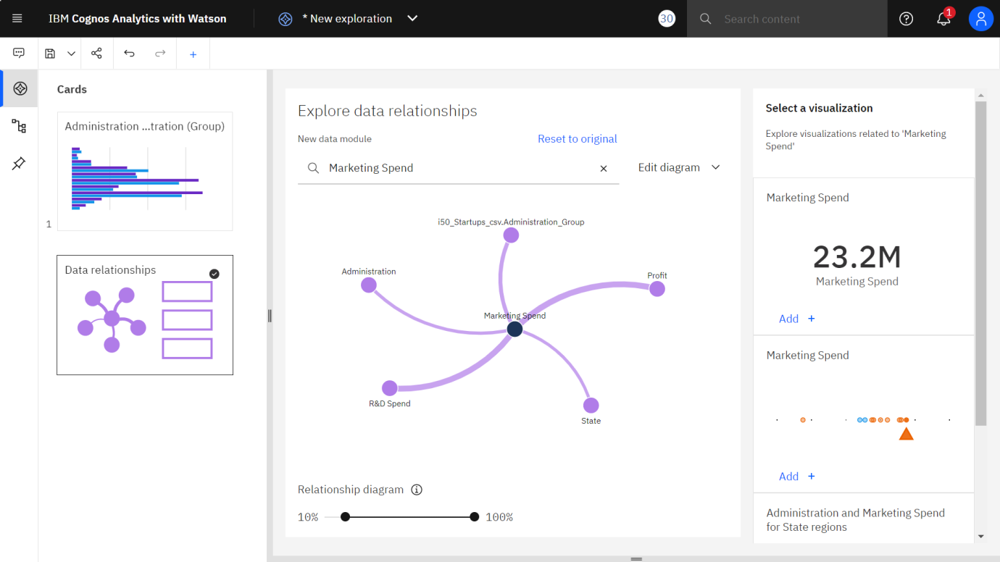 IBM Cognos Analytics with Watson
* New exploration
30
Search content
1
Cards
Administration ...tration (Group)
1
Data relationships
Explore data relationships
New data module
Reset to original
Marketing Spend
Edit diagram
i50_Startups_csv.Administration_Group
Administration
Profit
Marketing Spend
R&D Spend
State
Relationship diagram
10%
100%
Select a visualization
Explore visualizations related to 'Marketing
Spend'
Marketing Spend
23.2M
Marketing Spend
Add +
Marketing Spend
Add +
Administration and Marketing Spend
for State regions